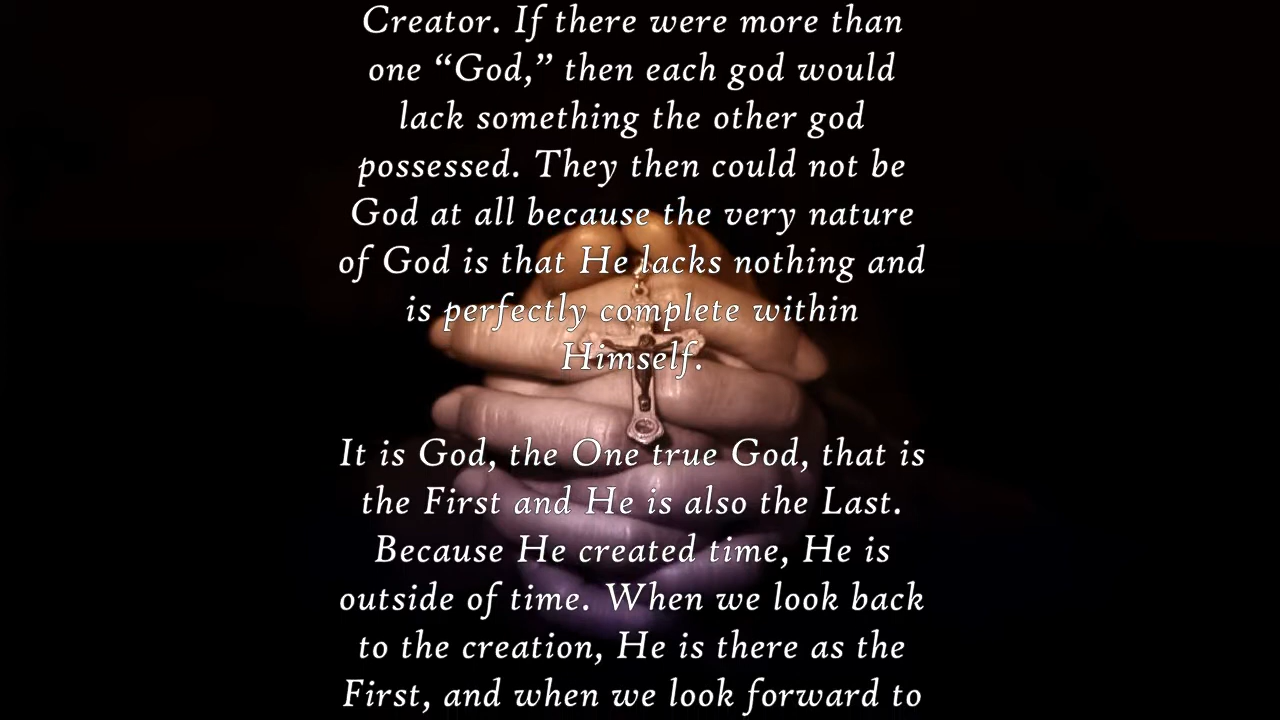 Creator. If there were more than
one “God,” then each god would
lack something the other god
possessed. They then could not be
God at all because the very nature
of God is that He lacks nothing and
is perfectly complete within
Himself.
It is God, the One true God, that is
the First and He is also the Last.
Because He created time, He is
outside of time. When we look back
to the creation, He is there as the
First, and when we look forward to